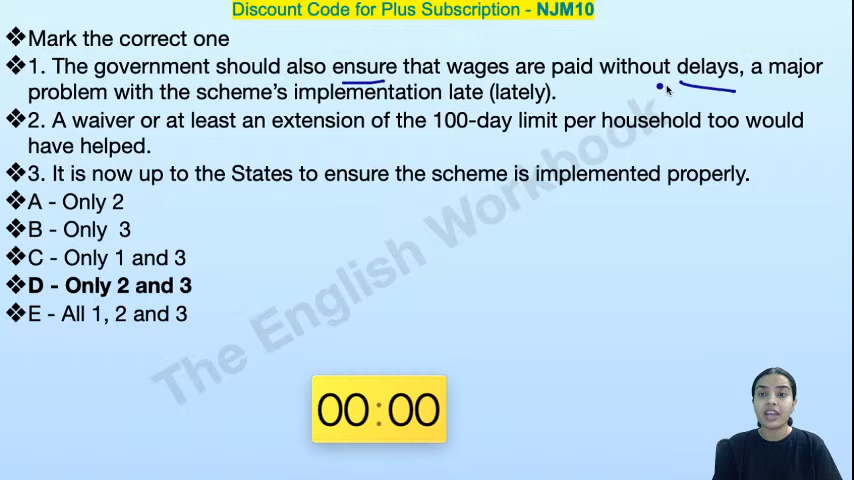 Discount Code for Plus Subscription - NJM10
❖Mark the correct one
❖1. The government should also ensure that wages are paid without delays, a major
problem with the scheme's implementation late (lately).
❖2. A waiver or at least an extension of the 100-day limit per household too would
have helped.
❖3. It is now up to the States to ensure the scheme is implemented properly.
❖A - Only 2
❖B - Only  3
❖C - Only 1 and 3
❖D - Only 2 and 3
❖E - All 1, 2 and 3
The English Workbook
00:00